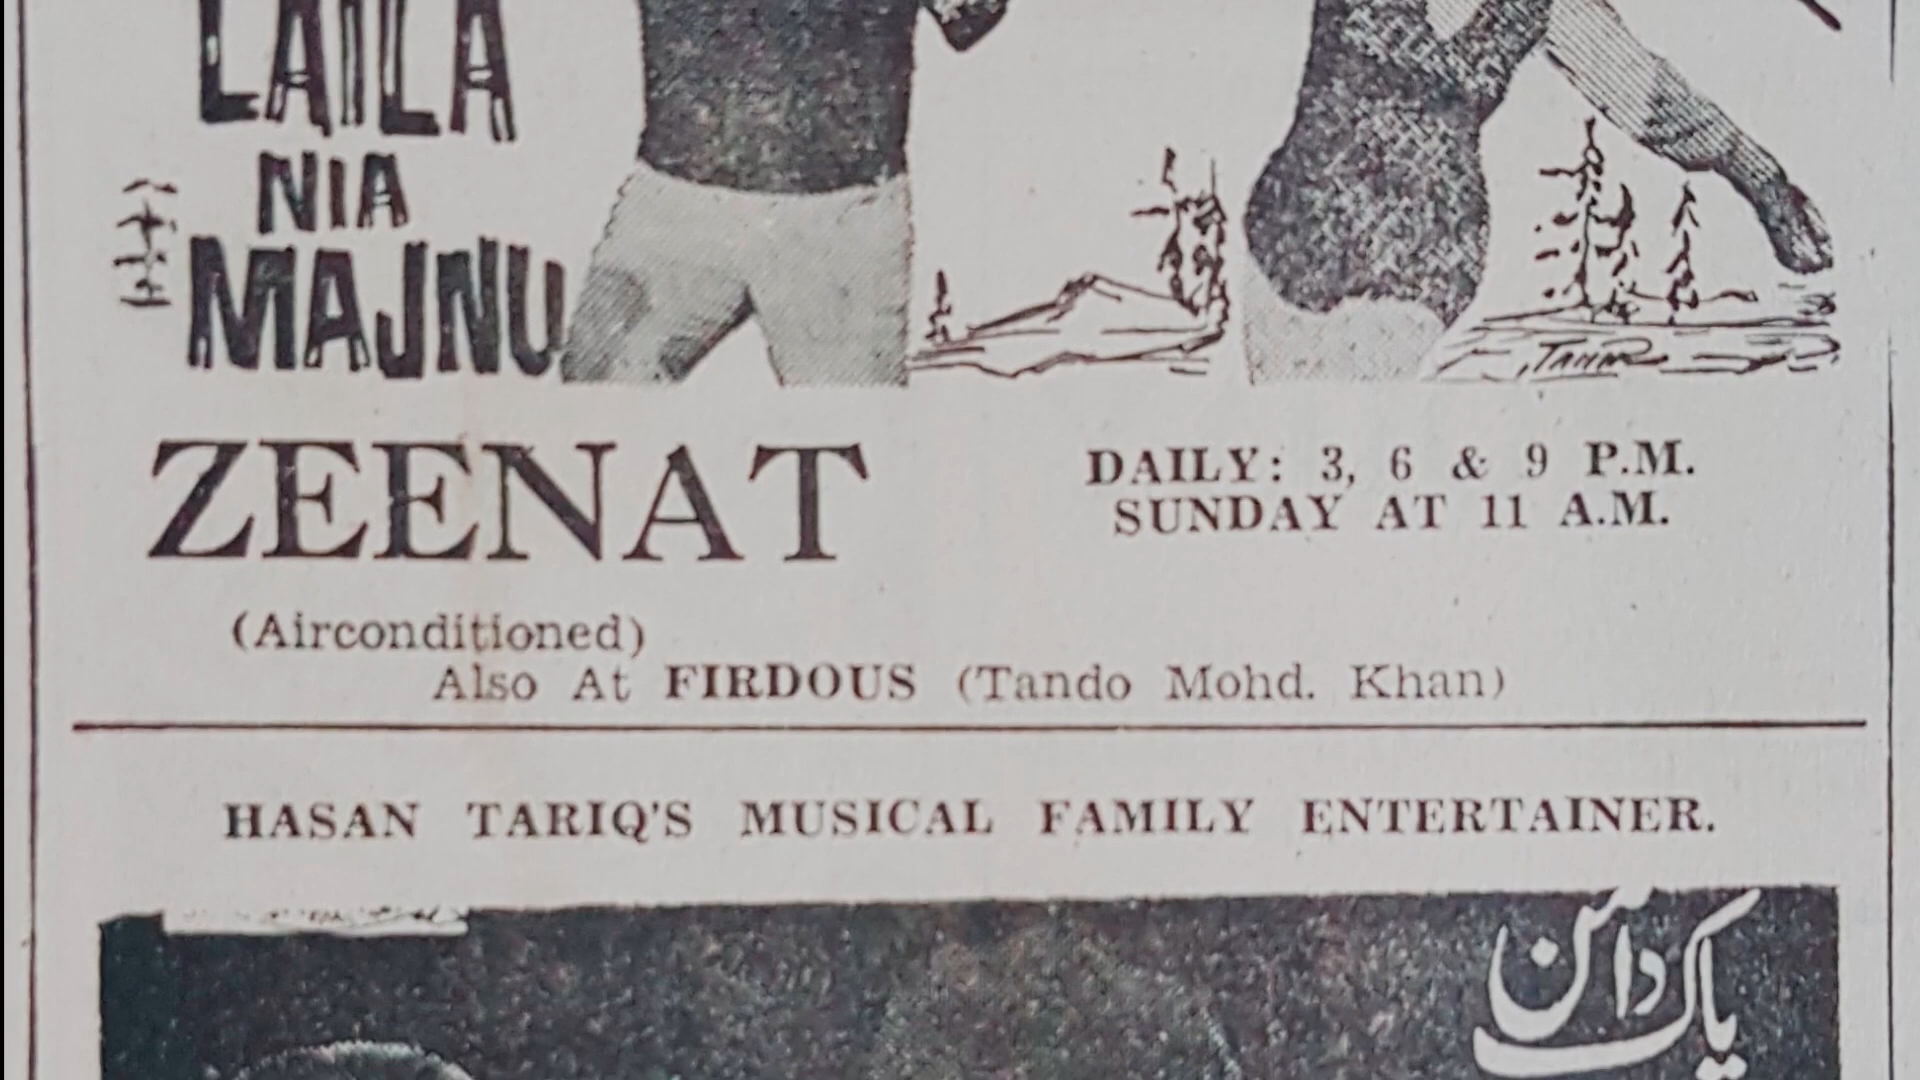 LAILA
NIA
MAJNU
TAHIR
ZEENAT
DAILY: 3, 6 & 9 P.M.
SUNDAY AT 11 A.M.
(Airconditioned)
Also At FIRDOUS (Tando Mohd. Khan)
HASAN TARIQ'S MUSICAL FAMILY ENTERTAINER.
پاک دامن